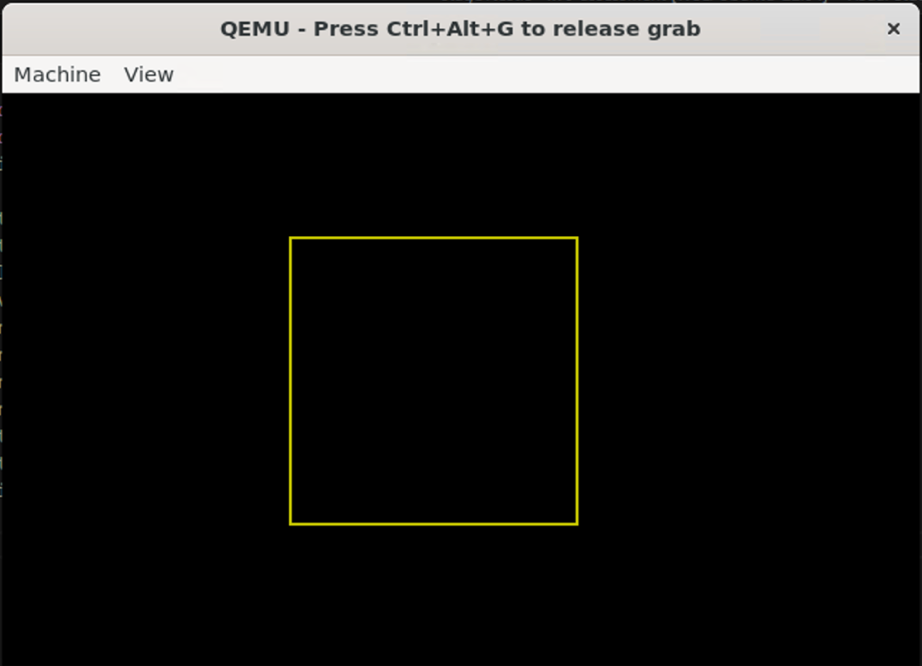 QEMU - Press Ctrl+Alt+G to release grab
Machine View